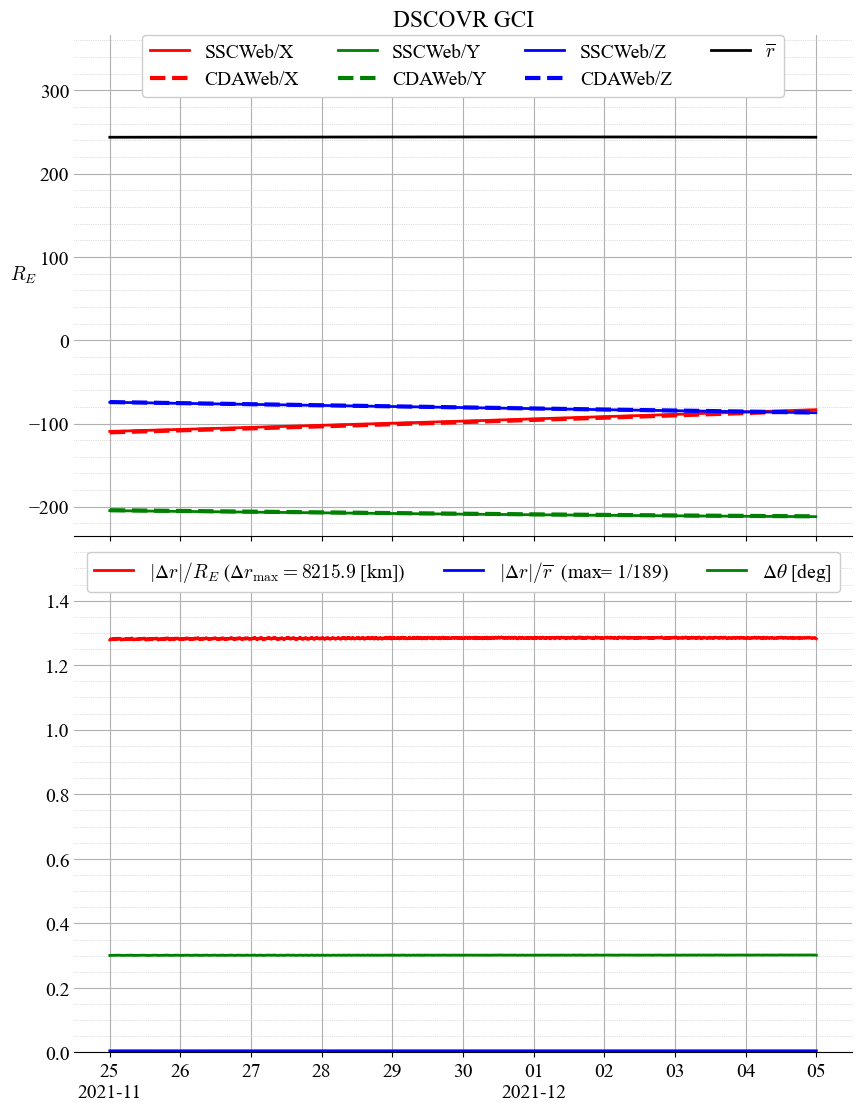 DSCOVR GCI
SSCWeb/X SSCWeb/Y SSCWeb/Z r̅
CDAWeb/X CDAWeb/Y CDAWeb/Z
300
200
100
R_E
0
−100
−200
|Δr|/R_E (Δr_max = 8215.9 [km]) |Δr|/r̅ (max= 1/189) Δθ [deg]
1.4
1.2
1.0
0.8
0.6
0.4
0.2
0.0
25 26 27 28 29 30 01 02 03 04 05
2021-11 2021-12